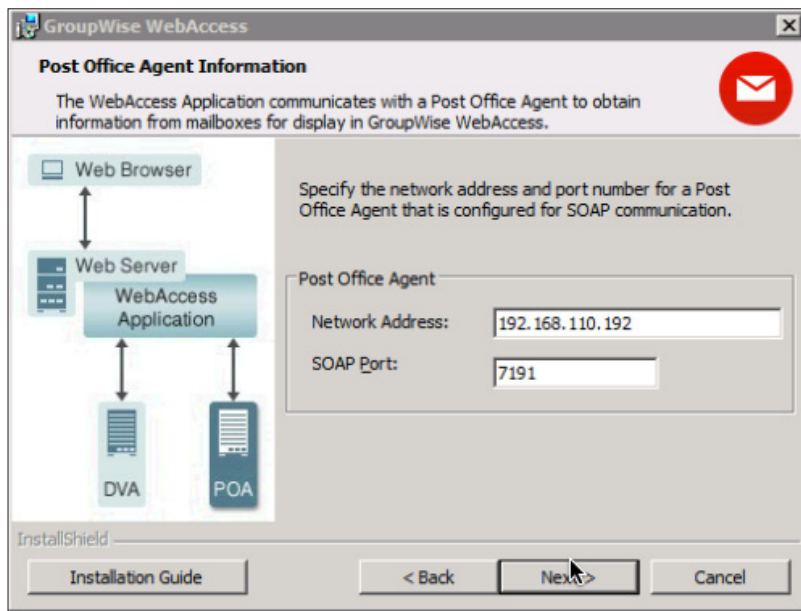 GroupWise WebAccess
Post Office Agent Information
The WebAccess Application communicates with a Post Office Agent to obtain
information from mailboxes for display in GroupWise WebAccess.
Web Browser
Web Server
WebAccess
Application
DVA
POA
Specify the network address and port number for a Post
Office Agent that is configured for SOAP communication.
Post Office Agent
Network Address:
192.168.110.192
SOAP Port:
7191
InstallShield
Installation Guide
< Back
Next >
Cancel